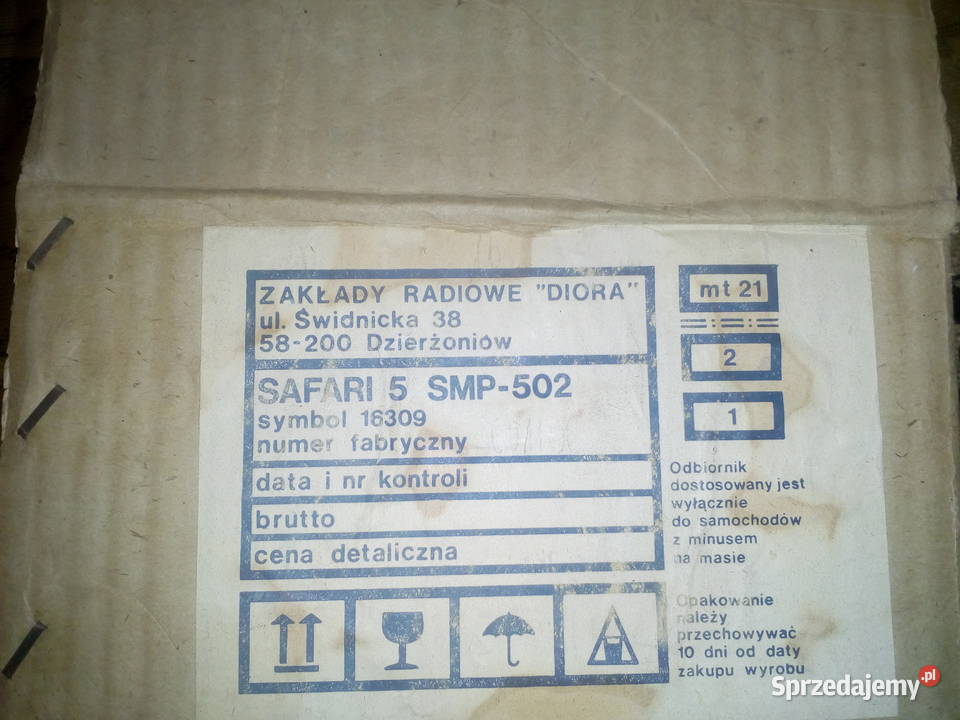 ZAKŁADY RADIOWE "DIORA"
ul. Świdnicka 38
58-200 Dzierżoniów
SAFARI 5 SMP-502
symbol 16309
numer fabryczny
data i nr kontroli
brutto
cena detaliczna
mt 21
2
1
Odbiornik
dostosowany jest
wyłącznie
do samochodów
z minusem
na masie
Opakowanie
należy
przechowywać
10 dni od daty
zakupu wyrobu
Sprzedajemy.pl